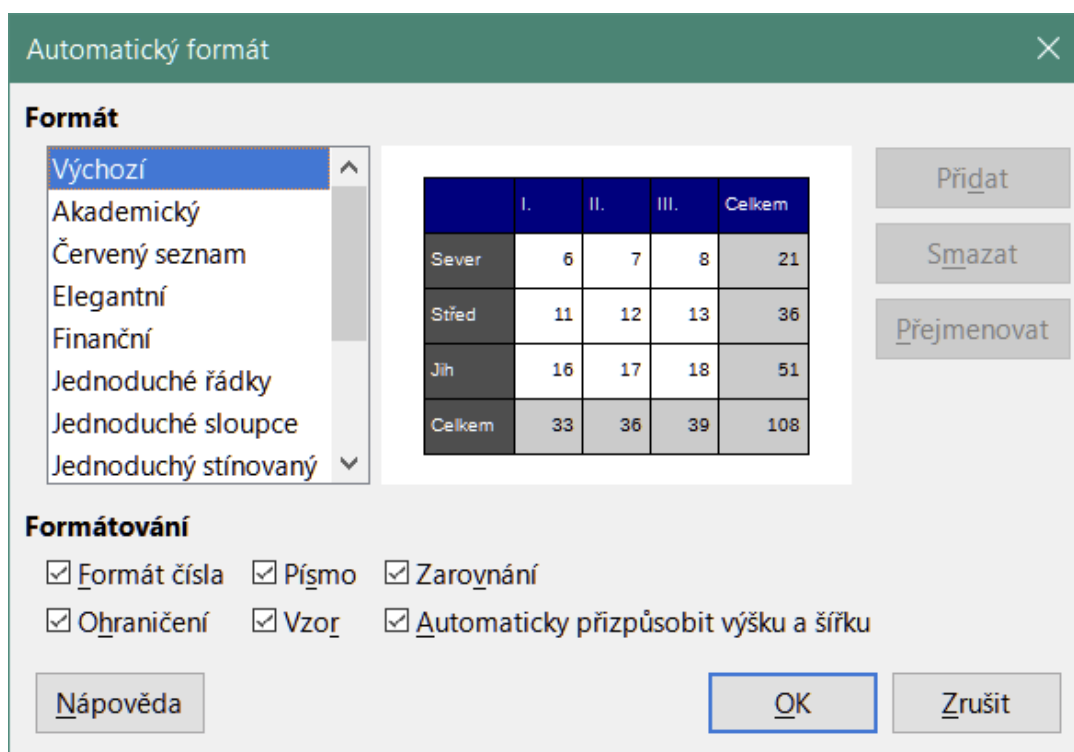 Automatický formát
Formát
Výchozí
Akademický
Červený seznam
Elegantní
Finanční
Jednoduché řádky
Jednoduché sloupce
Jednoduchý stínovaný
I. II. III. Celkem
Sever 6 7 8 21
Střed 11 12 13 36
Jih 16 17 18 51
Celkem 33 36 39 108
Přidat
Smazat
Přejmenovat
Formátování
Formát čísla Písmo Zarovnání
Ohraničení Vzor Automaticky přizpůsobit výšku a šířku
Nápověda OK Zrušit